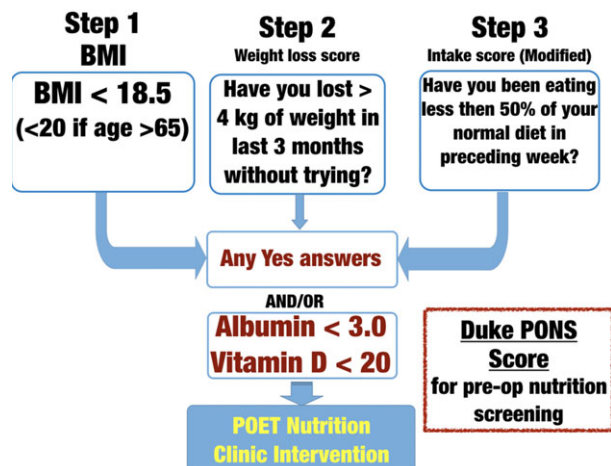 Step 1
BMI
BMI < 18.5
(<20 if age >65)
Step 2
Weight loss score
Have you lost >
4 kg of weight in
last 3 months
without trying?
Step 3
Intake score (Modified)
Have you been eating
less then 50% of your
normal diet in
preceding week?
Any Yes answers
AND/OR
Albumin < 3.0
Vitamin D < 20
POET Nutrition
Clinic Intervention
Duke PONS
Score
for pre-op nutrition
screening